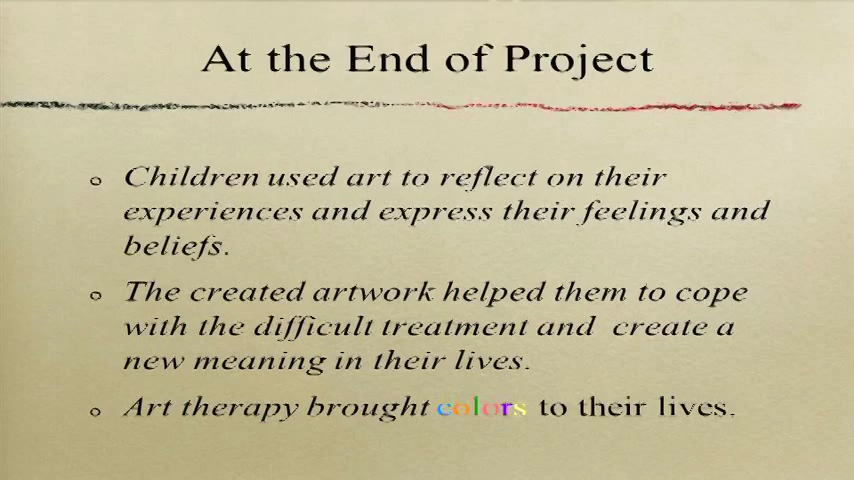 At the End of Project
Children used art to reflect on their
experiences and express their feelings and
beliefs.
The created artwork helped them to cope
with the difficult treatment and create a
new meaning in their lives.
Art therapy brought colors to their lives.